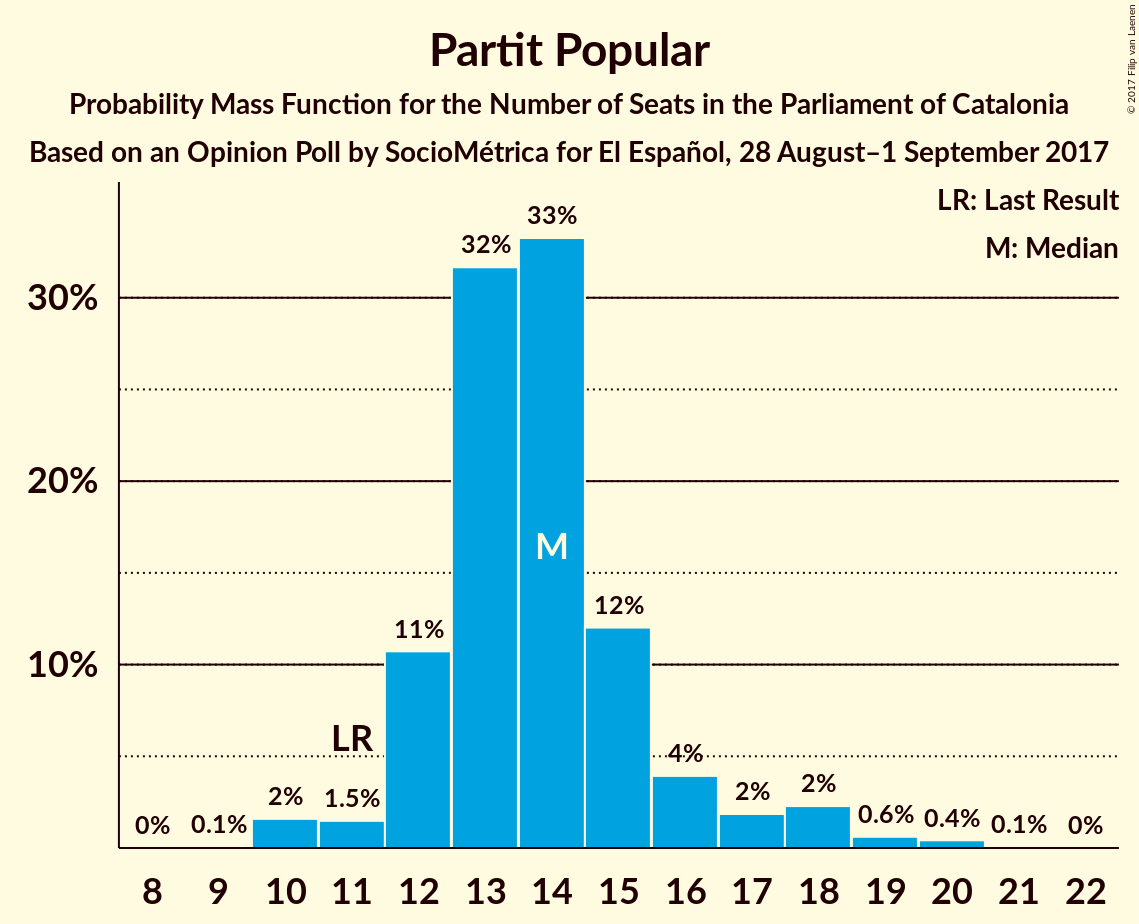 Partit Popular
Probability Mass Function for the Number of Seats in the Parliament of Catalonia
Based on an Opinion Poll by SocioMétrica for El Español, 28 August–1 September 2017
© 2017 Filip van Laenen
LR: Last Result
M: Median
30%
20%
10%
0%
0.1%
2%
1.5%
LR
11%
32%
33%
M
12%
4%
2%
2%
0.6%
0.4%
0.1%
0%
8 9 10 11 12 13 14 15 16 17 18 19 20 21 22